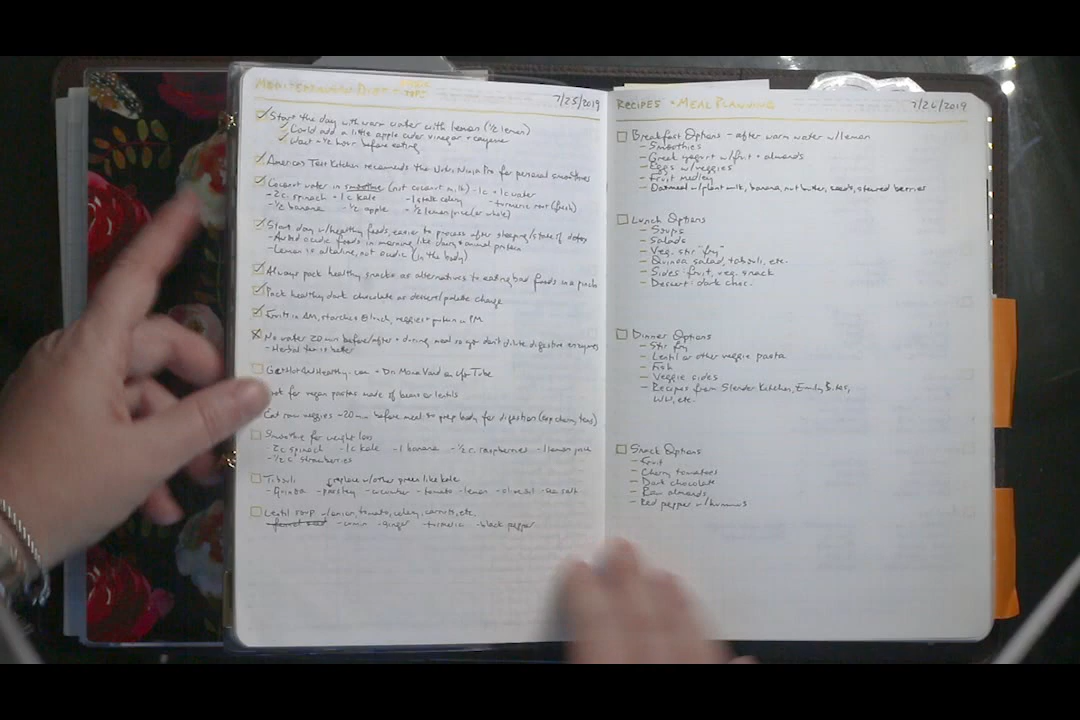 MEDITERRANEAN DIET
TIPS
7/25/2019
Start the day with warm water with lemon (1/2 lemon)
Could add a little apple cider vinegar + cayenne
Wait ~1/2 hour before eating
America's Test Kitchen recommends the Nutri Ninja Pro for personal smoothies
Coconut water in smoothie (not coconut milk) - 1c + 1c water
- 2c. spinach - 1c kale - 1 stalk celery - turmeric root (fresh)
- 1/2 banana - 1/2 apple - 1/2 lemon juice (or whole)
Start day w/healthy foods, easier to process after sleeping/state of detox
- Avoid acidic foods in morning like dairy + animal protein
- Lemon is alkaline, not acidic (in the body)
Always pack healthy snacks as alternatives to eating bad foods in a pinch
Pack healthy dark chocolate as dessert/palate change
Fruits in AM, starches @ lunch, veggies + protein in PM
No water 20 min before/after + during meal so you don't dilute digestive enzymes
- Herbal tea is better
GetHotAndHealthy.com on YouTube
for vegan pastas made of beans or lentils
Eat raw veggies ~20 min before meal to prep body for digestion (esp cherry toms)
Smoothie for weight loss
- 2c spinach - 1c kale - 1 banana - 1/2 c. raspberries - 1 lemon juice
- 1/2 c strawberries
Tabouli replace w/other green like kale
- Quinoa - parsley - cucumber - tomato - lemon - olive oil - sea salt
Lentil soup w/onion, tomato, celery, carrots, etc.
- cumin - ginger - turmeric - black pepper
RECIPES + MEAL PLANNING
7/26/2019
Breakfast Options - after warm water w/lemon
- Smoothies
- Greek yogurt w/fruit + almonds
- Eggs w/veggies
- Fruit medley
- Oatmeal w/plant milk, banana, nut butter, seeds, stewed berries
Lunch Options
- Soups
- Salads
- Veg. stir "fry"
- Quinoa salad, tabouli, etc.
- Sides: fruit, veg. snack
- Dessert: dark choc.
Dinner Options
- Stir fry
- Lentil or other veggie pasta
- Fish
- Veggie sides
- Recipes from Slender Kitchen, Emily Bites,
WW, etc.
Snack Options
- Fruit
- Cherry tomatoes
- Dark chocolate
- Raw almonds
- Red pepper w/hummus